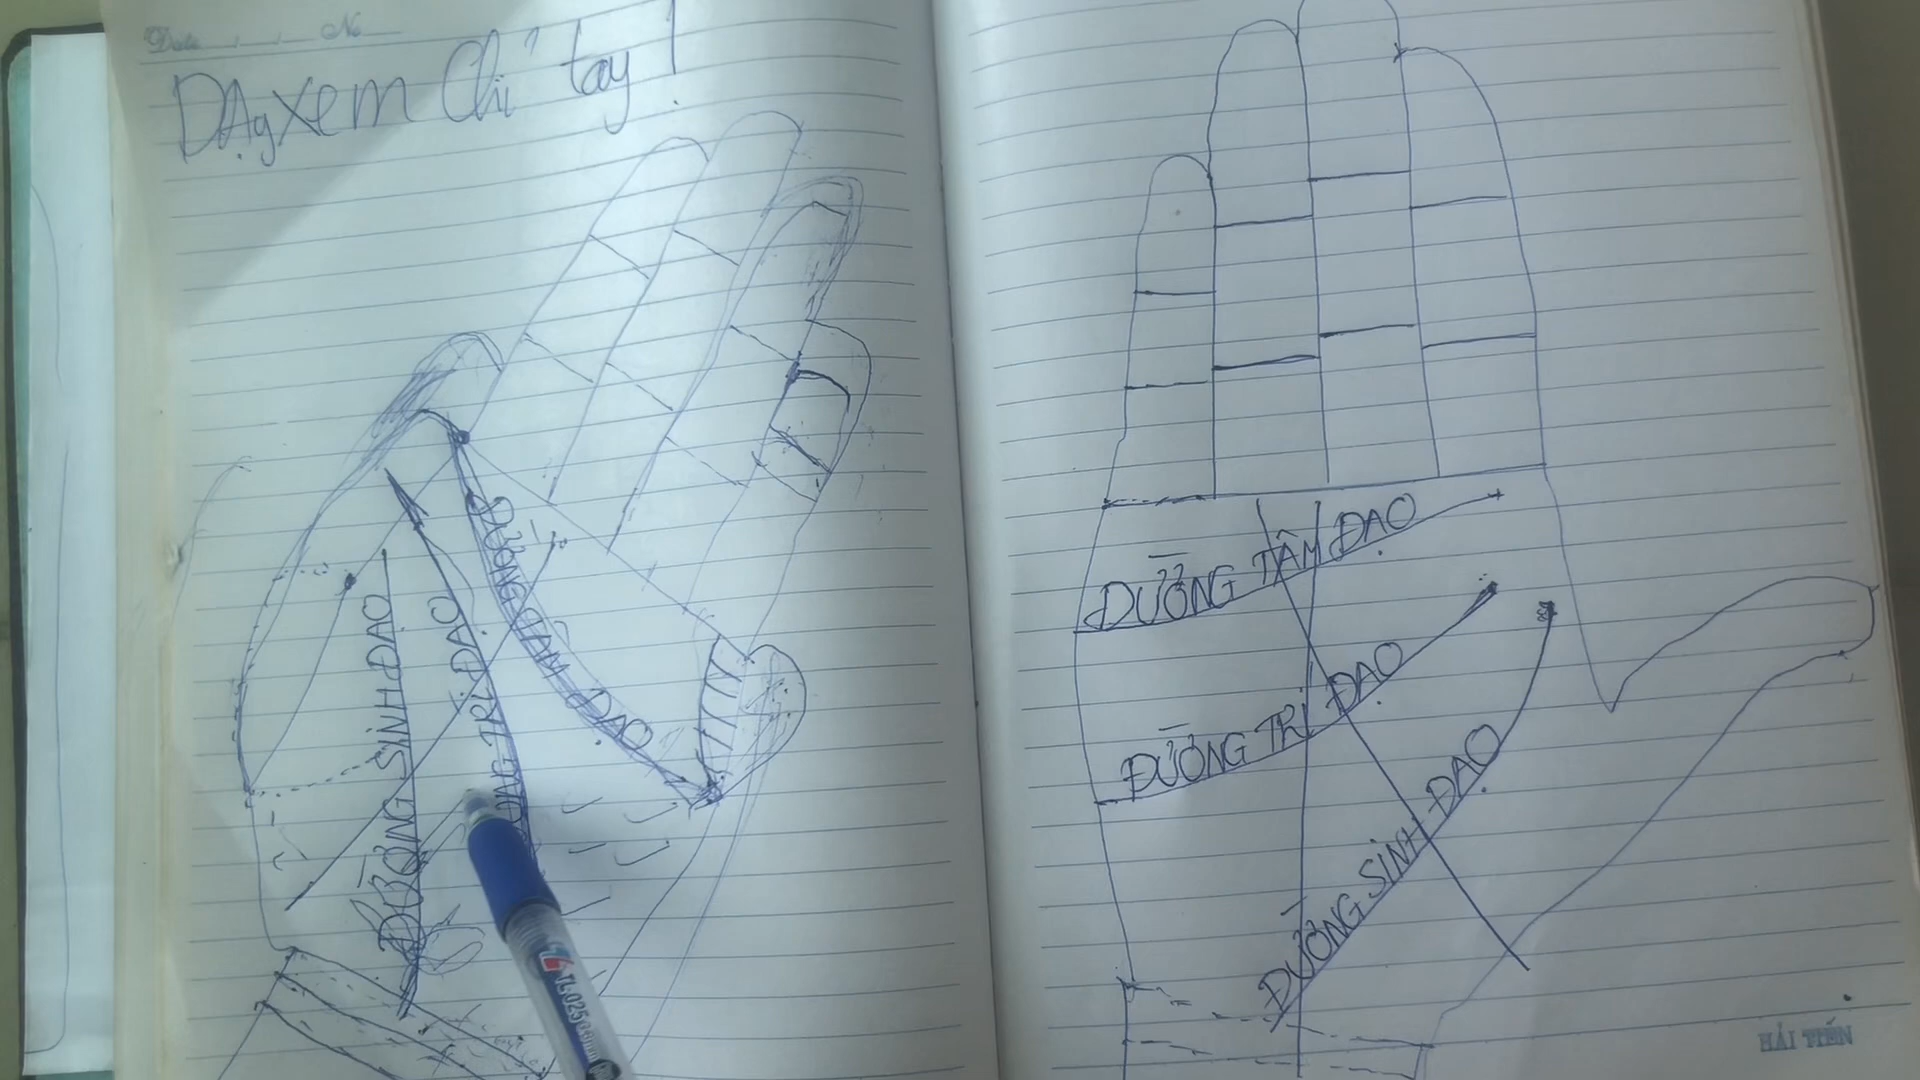 Date No
DẠy Xem Chỉ tay!
ĐƯỜNG SINH ĐẠO
ĐƯỜNG TRÍ ĐẠO
ĐƯỜNG TÂM ĐẠO
TL-025
ĐƯỜNG TÂM ĐẠO
ĐƯỜNG TRÍ ĐẠO
ĐƯỜNG SINH ĐẠO
HẢI TIẾN